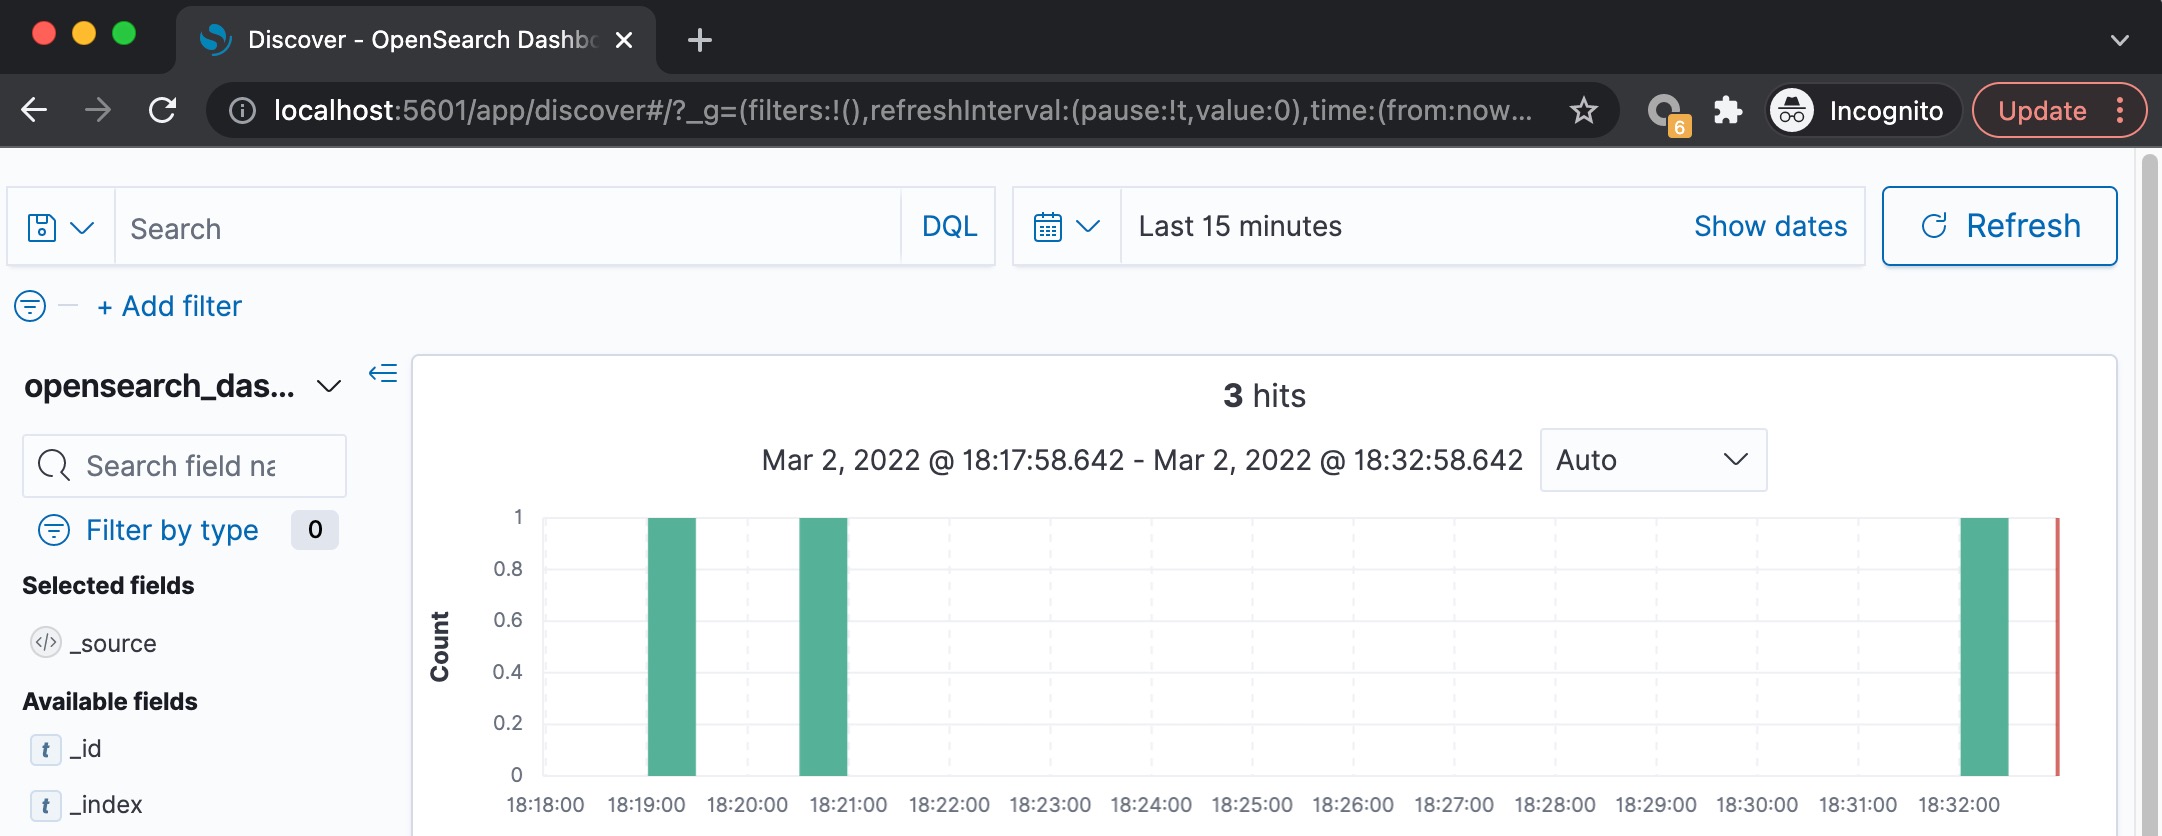 Discover - OpenSearch Dashbo
localhost:5601/app/discover#/?_g=(filters:!(),refreshInterval:(pause:!t,value:0),time:(from:now...
6
Incognito
Update
Search
DQL
Last 15 minutes
Show dates
Refresh
+ Add filter
opensearch_das...
3 hits
Mar 2, 2022 @ 18:17:58.642 - Mar 2, 2022 @ 18:32:58.642
Auto
Search field na
Filter by type
0
Selected fields
</> _source
Available fields
t _id
t _index
Count
1
0.8
0.6
0.4
0.2
0
18:18:00 18:19:00 18:20:00 18:21:00 18:22:00 18:23:00 18:24:00 18:25:00 18:26:00 18:27:00 18:28:00 18:29:00 18:30:00 18:31:00 18:32:00